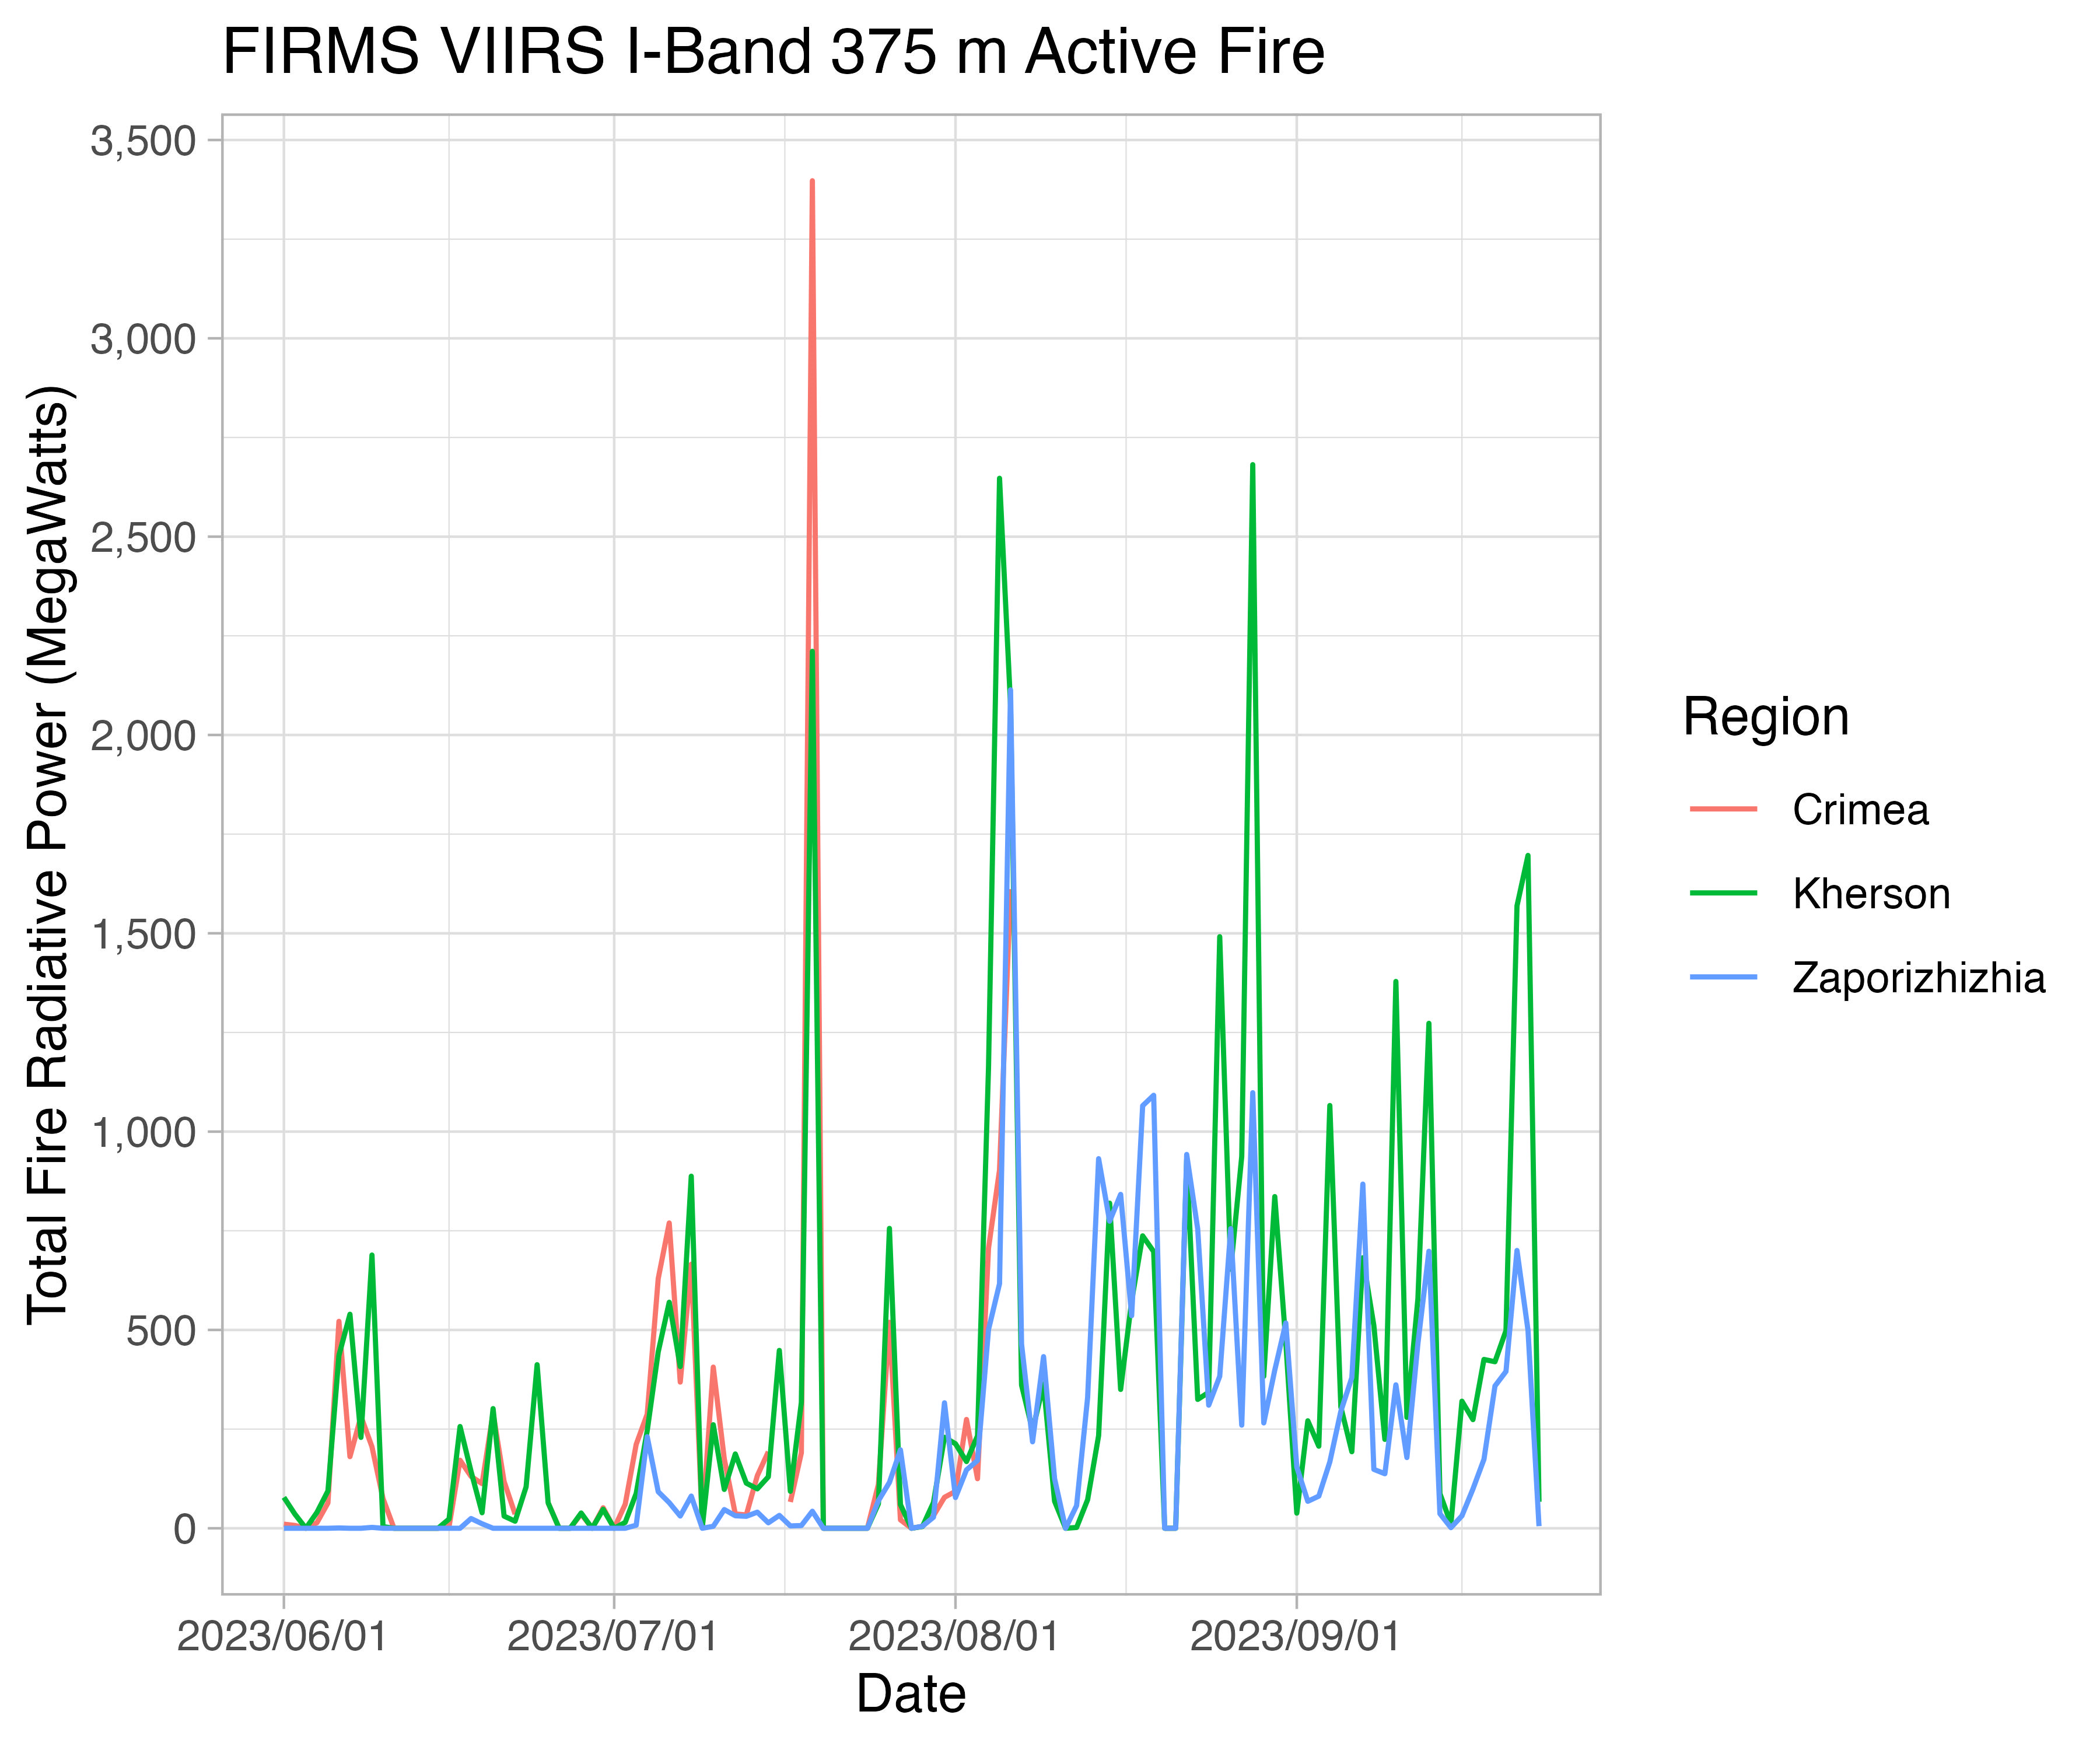 FIRMS VIIRS I-Band 375 m Active Fire
Total Fire Radiative Power (MegaWatts)
3,500
3,000
2,500
2,000
1,500
1,000
500
0
2023/06/01
2023/07/01
2023/08/01
2023/09/01
Date
Region
Crimea
Kherson
Zaporizhizhia